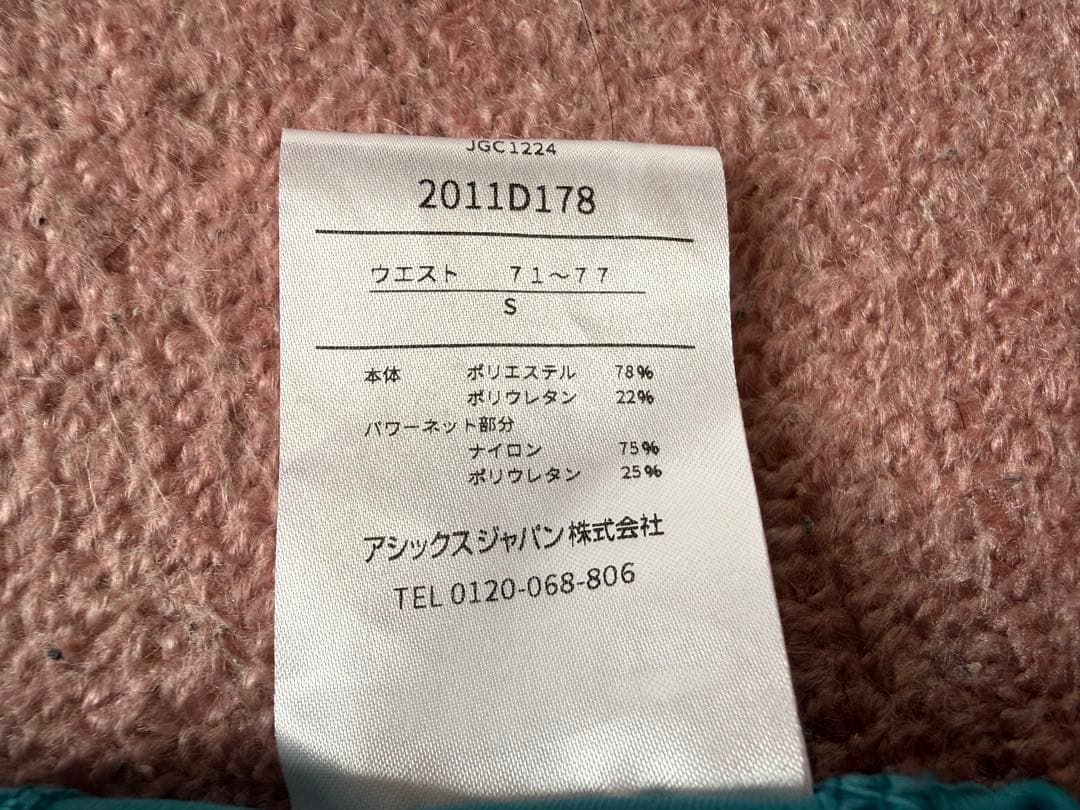 JGC1224
2011D178
ウエスト 71～77
S
本体 ポリエステル 78%
ポリウレタン 22%
パワーネット部分
ナイロン 75%
ポリウレタン 25%
アシックスジャパン株式会社
TEL 0120-068-806